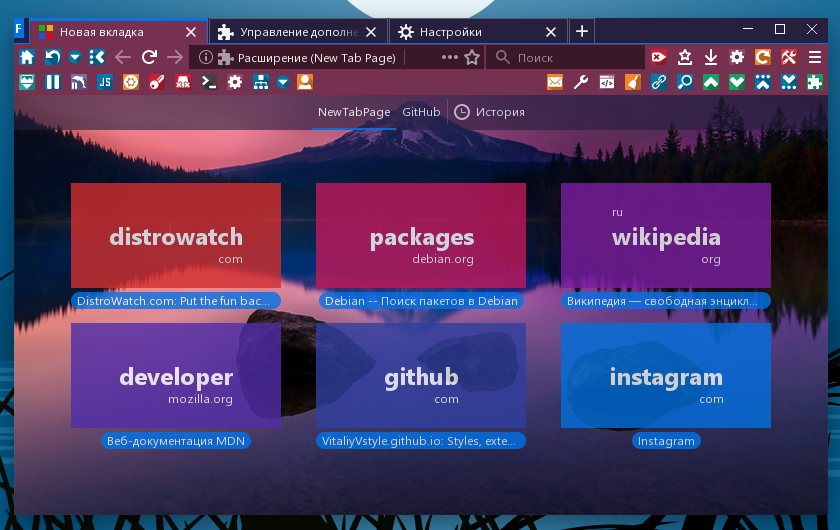 F
Новая вкладка
Управление дополне
Настройки
Расширение (New Tab Page)
Поиск
JS
NewTabPage
GitHub
История
distrowatch
com
packages
debian.org
ru
wikipedia
org
DistroWatch.com: Put the fun bac...
Debian -- Поиск пакетов в Debian
Википедия — свободная энцикл...
developer
mozilla.org
github
com
instagram
com
Веб-документация MDN
VitaliyVstyle.github.io: Styles, exte...
Instagram